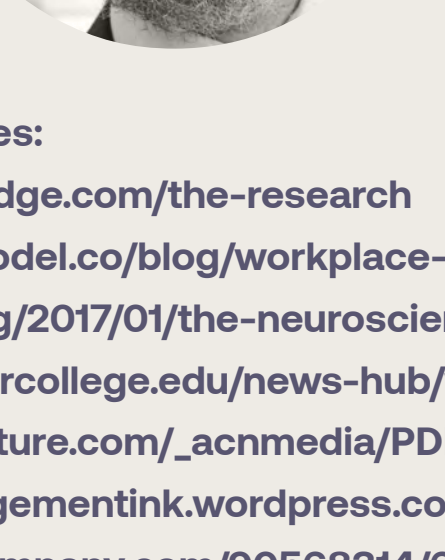 es:
dge.com/the-research
odel.co/blog/workplace-
g/2017/01/the-neuroscie
rcollege.edu/news-hub/
ture.com/_acnmedia/PD
gementink.wordpress.co